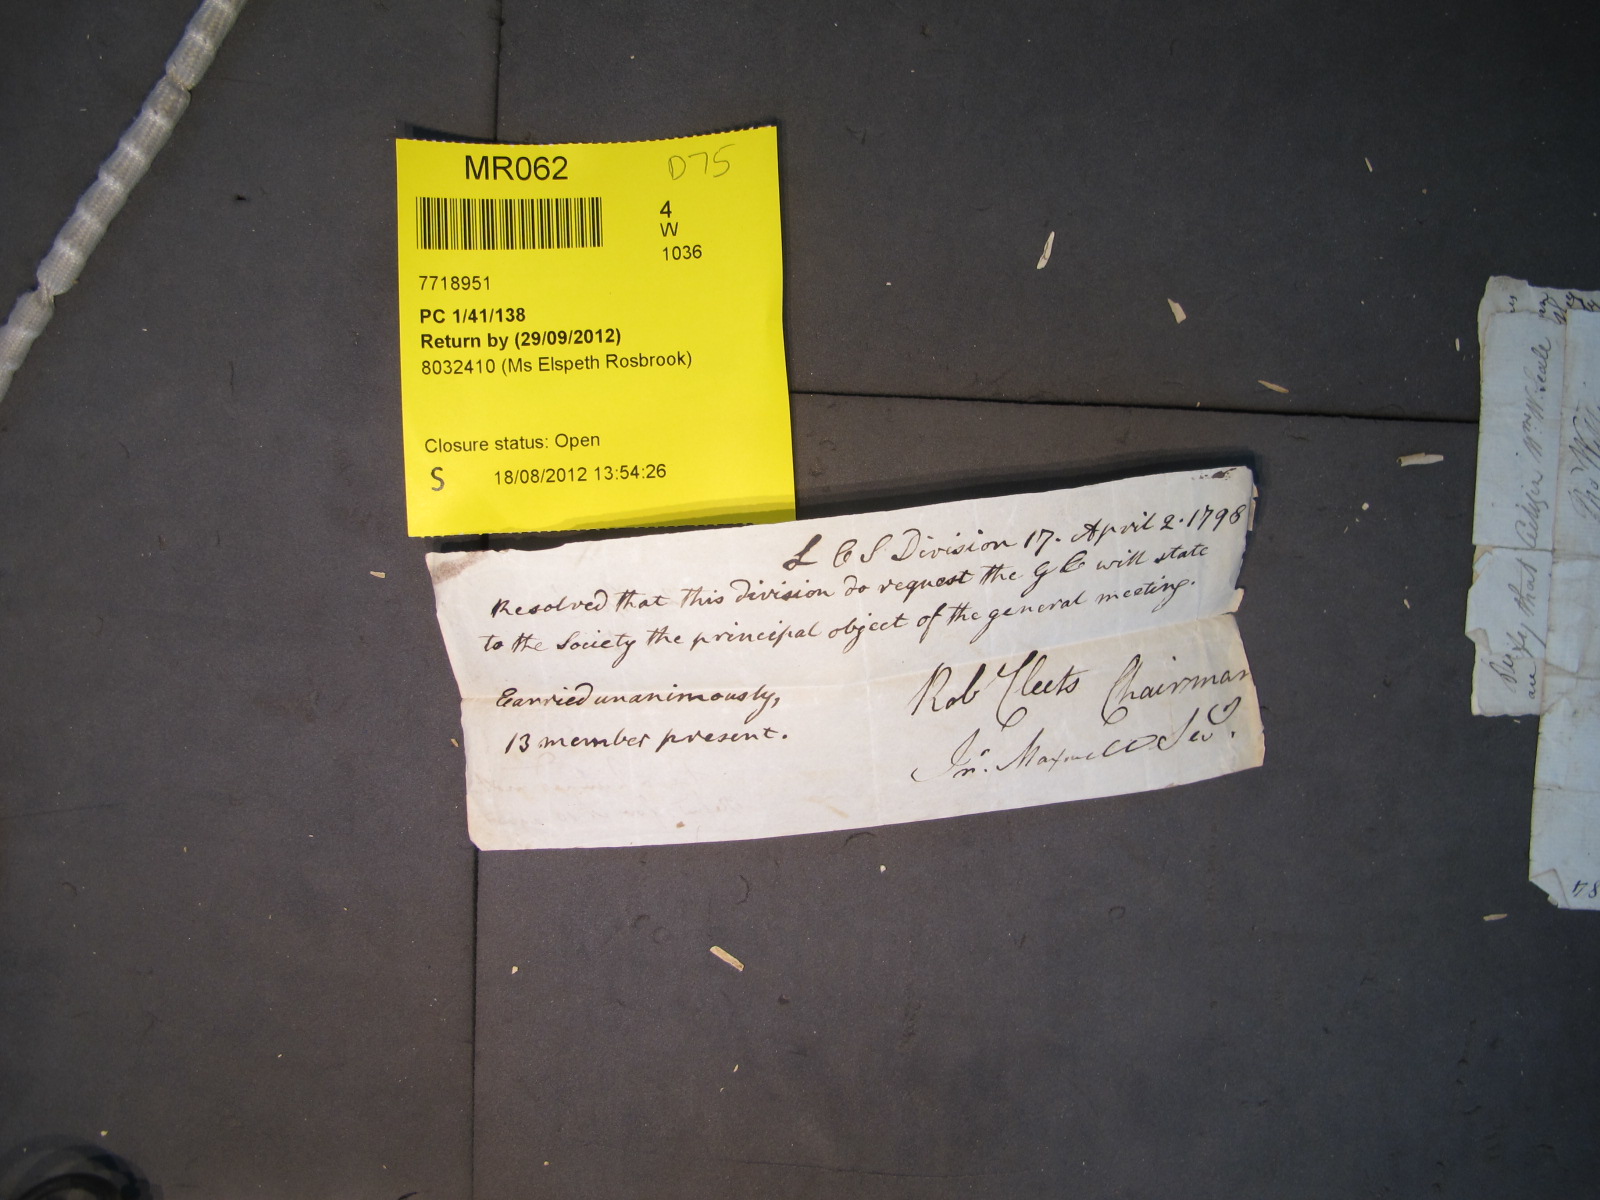 MR062
D75
4
W
1036
7718951
PC 1/41/138
Return by (29/09/2012)
8032410 (Ms Elspeth Rosbrook)
Closure status: Open
S 18/08/2012 13:54:26
L C S Division 17. April 2. 1798
Resolved that this division do request the G C will state
to the Society the principal object of the general meeting.
Carried unanimously,
13 member present.
Rob Cleets Chairman
Jn. Maxwell Sec.
that
are
78